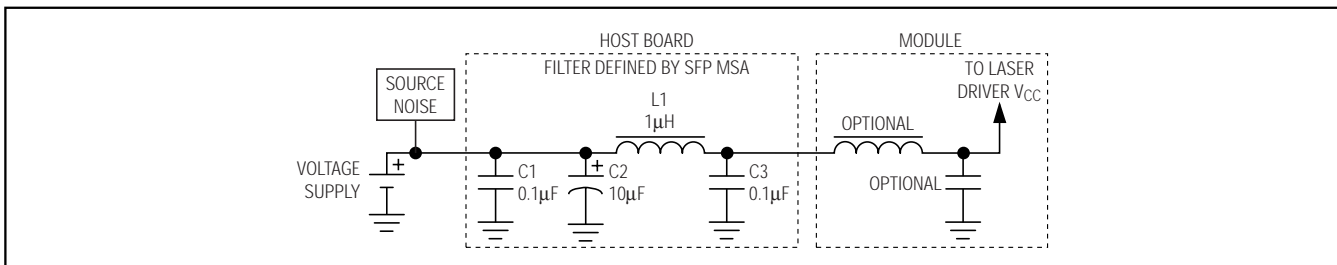 HOST BOARD
FILTER DEFINED BY SFP MSA
MODULE
SOURCE
NOISE
TO LASER
DRIVER VCC
L1
1μH
OPTIONAL
VOLTAGE
SUPPLY
+
C1
0.1μF
+
C2
10μF
C3
0.1μF
OPTIONAL